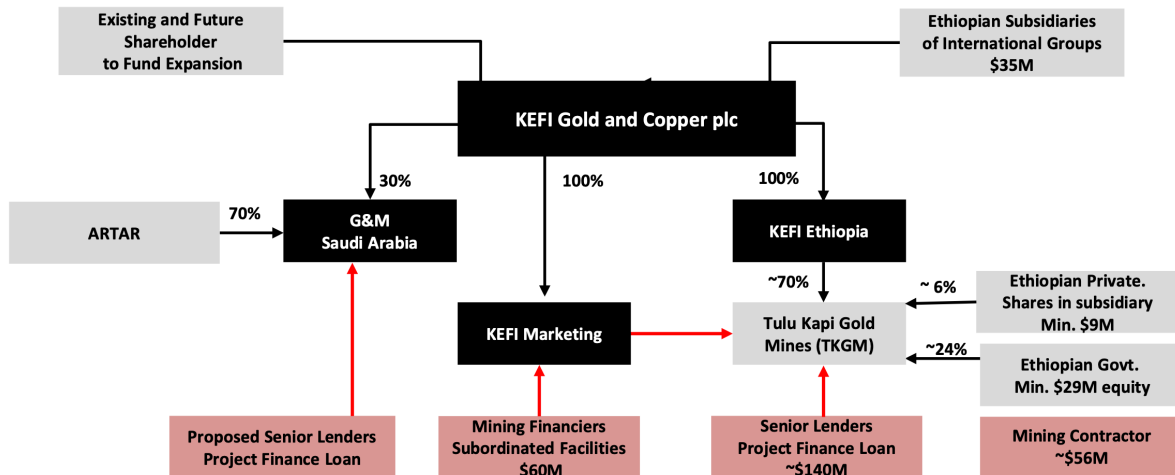 Existing and Future
Shareholder
to Fund Expansion
Ethiopian Subsidiaries
of International Groups
$35M
KEFI Gold and Copper plc
30%
100%
100%
ARTAR
70%
G&M
Saudi Arabia
KEFI Ethiopia
~70%
~ 6%
Ethiopian Private.
Shares in subsidiary
Min. $9M
KEFI Marketing
Tulu Kapi Gold
Mines (TKGM)
~24%
Ethiopian Govt.
Min. $29M equity
Proposed Senior Lenders
Project Finance Loan
Mining Financiers
Subordinated Facilities
$60M
Senior Lenders
Project Finance Loan
~$140M
Mining Contractor
~$56M